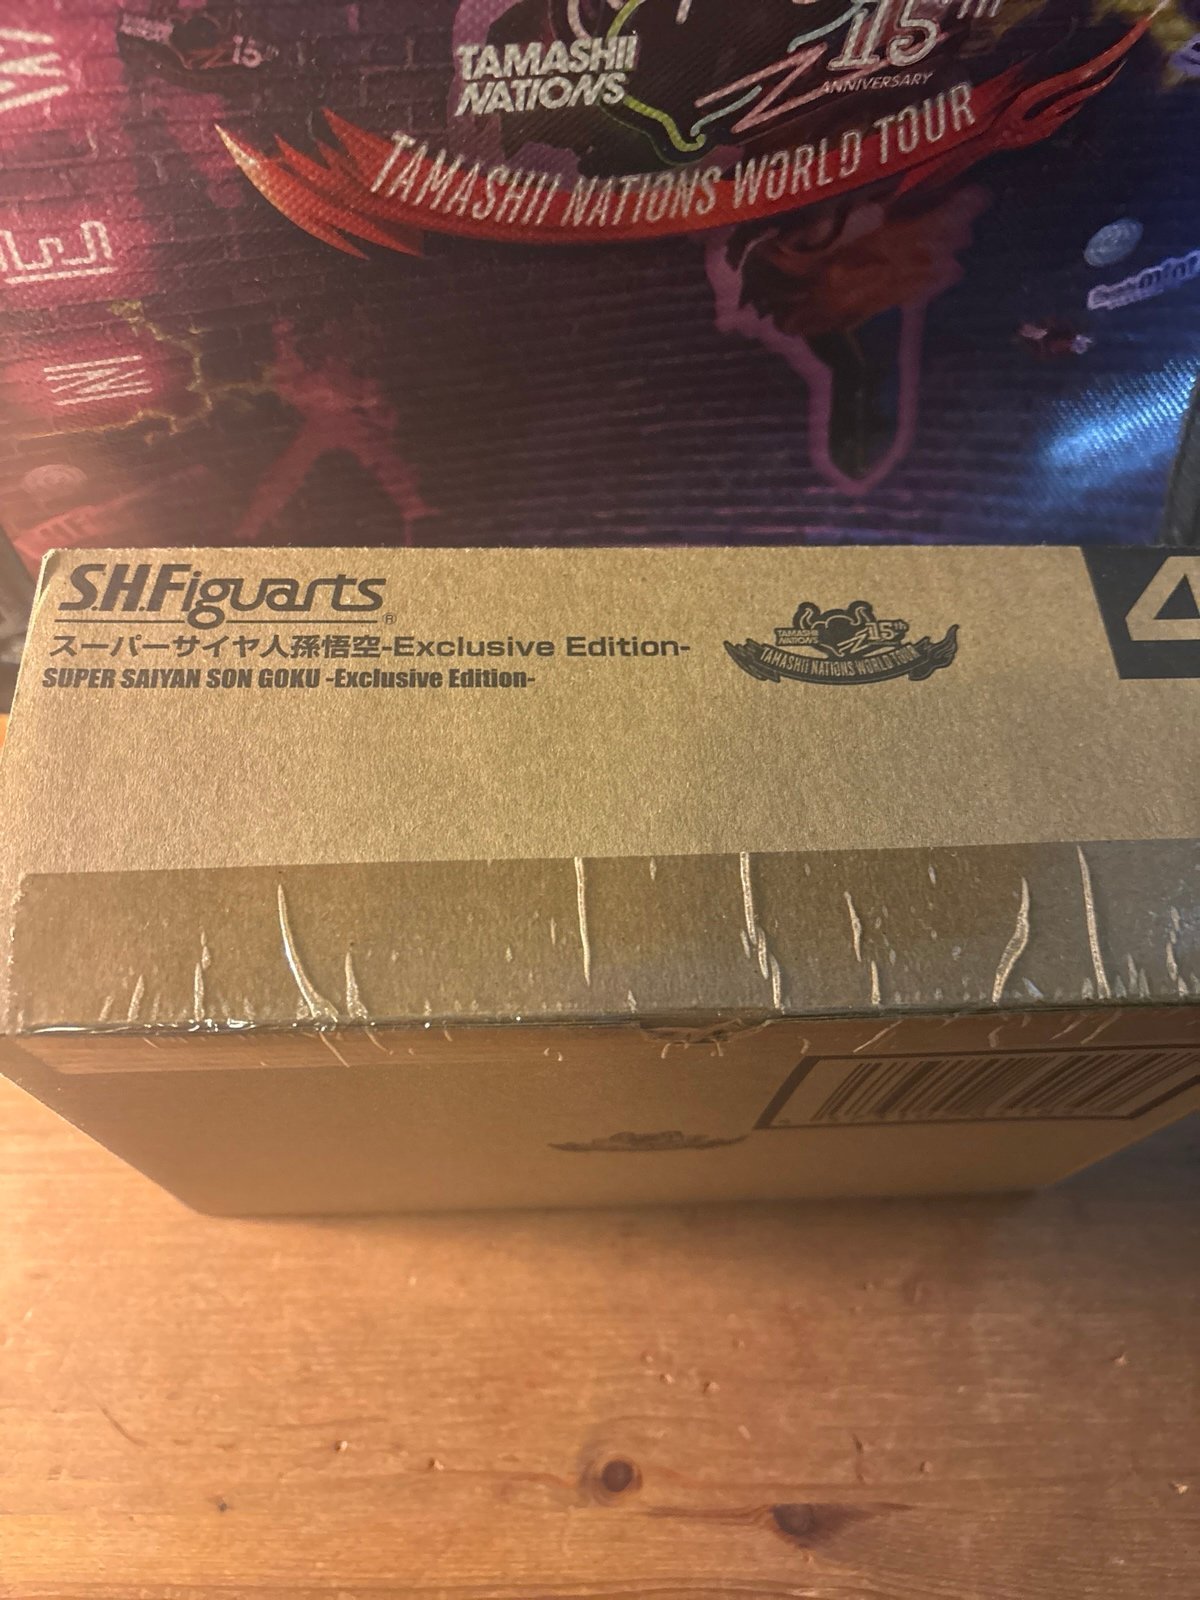 15th
TAMASHII
NATIONS
15th
ANNIVERSARY
TAMASHII NATIONS WORLD TOUR
S.H.Figuarts®
スーパーサイヤ人孫悟空-Exclusive Edition-
SUPER SAIYAN SON GOKU -Exclusive Edition-
TAMASHII
NATIONS
15th
TAMASHII NATIONS WORLD TOUR